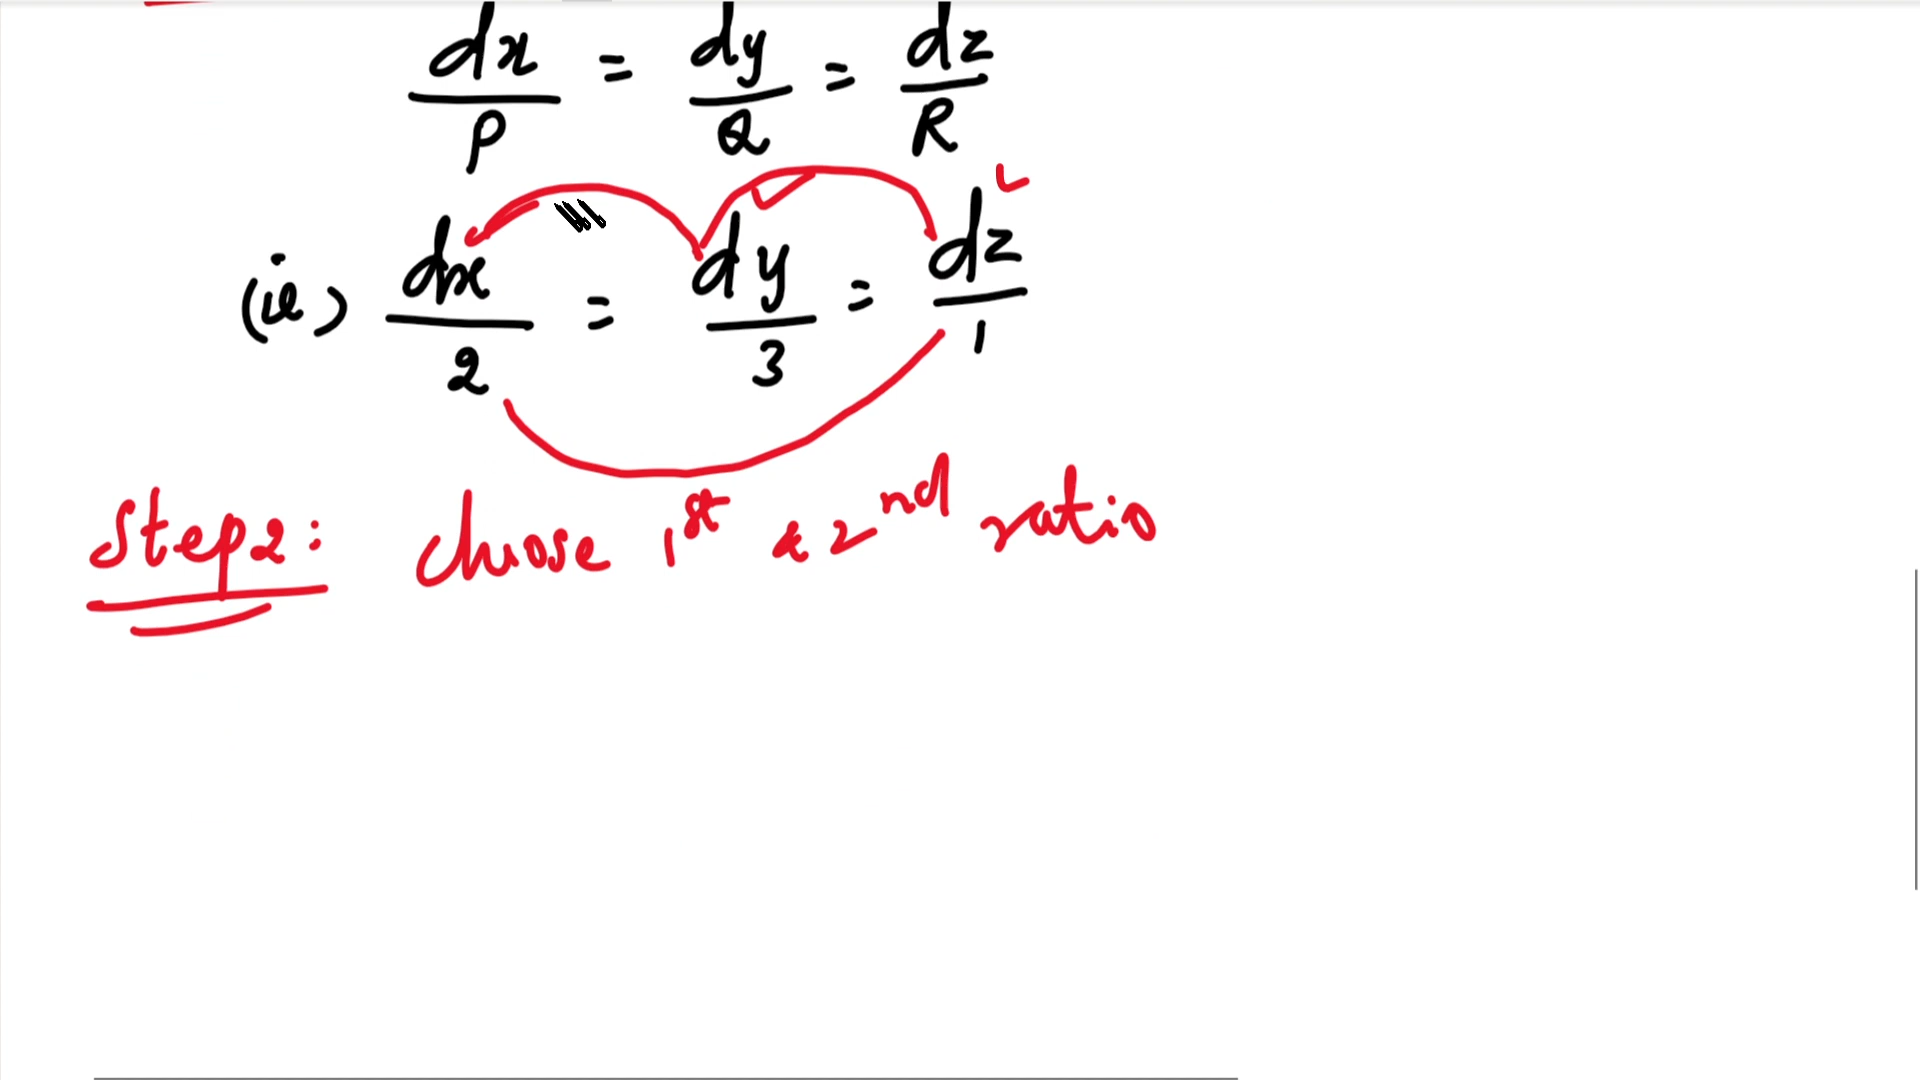 dx/P = dy/Q = dz/R
(ie) dx/2 = dy/3 = dz/1
Step2: choose 1st & 2nd ratio